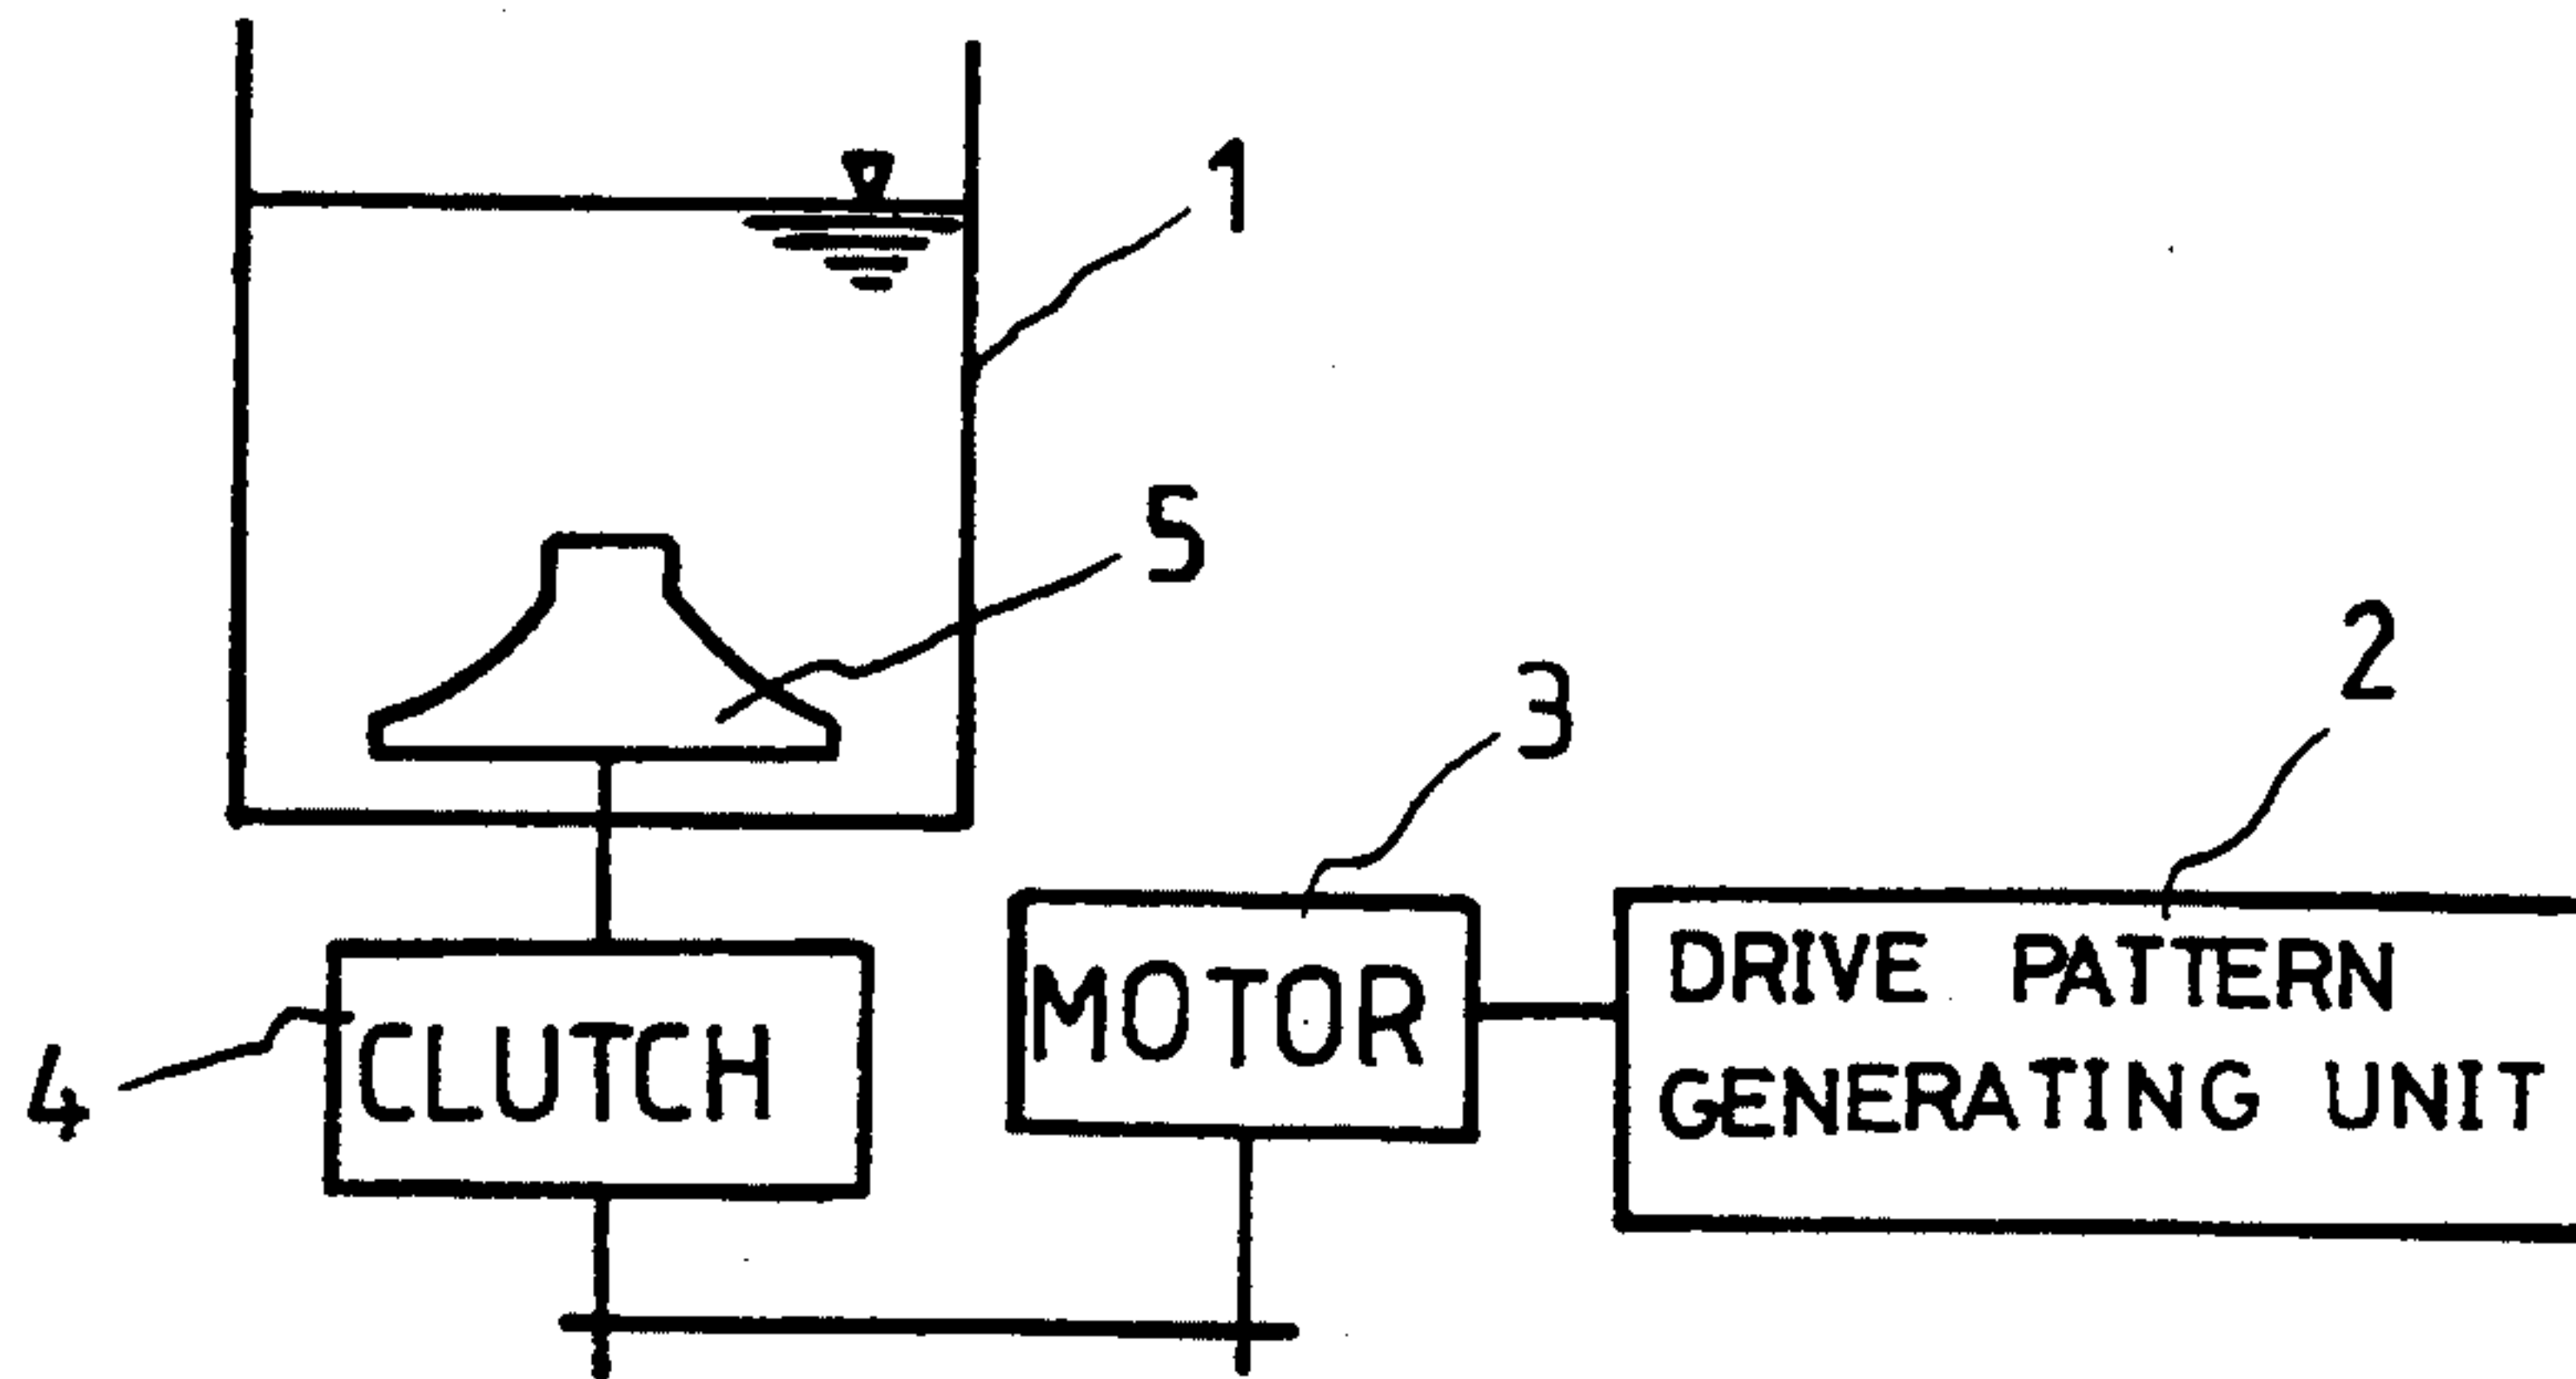 1
5
3
2
DRIVE PATTERN
MOTOR
GENERATING UNIT
CLUTCH
4